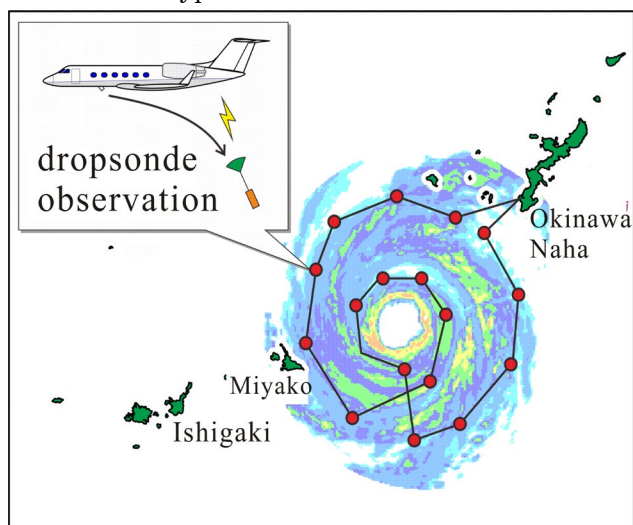 dropsonde
observation
Okinawa
Naha
‘Miyako
Ishigaki